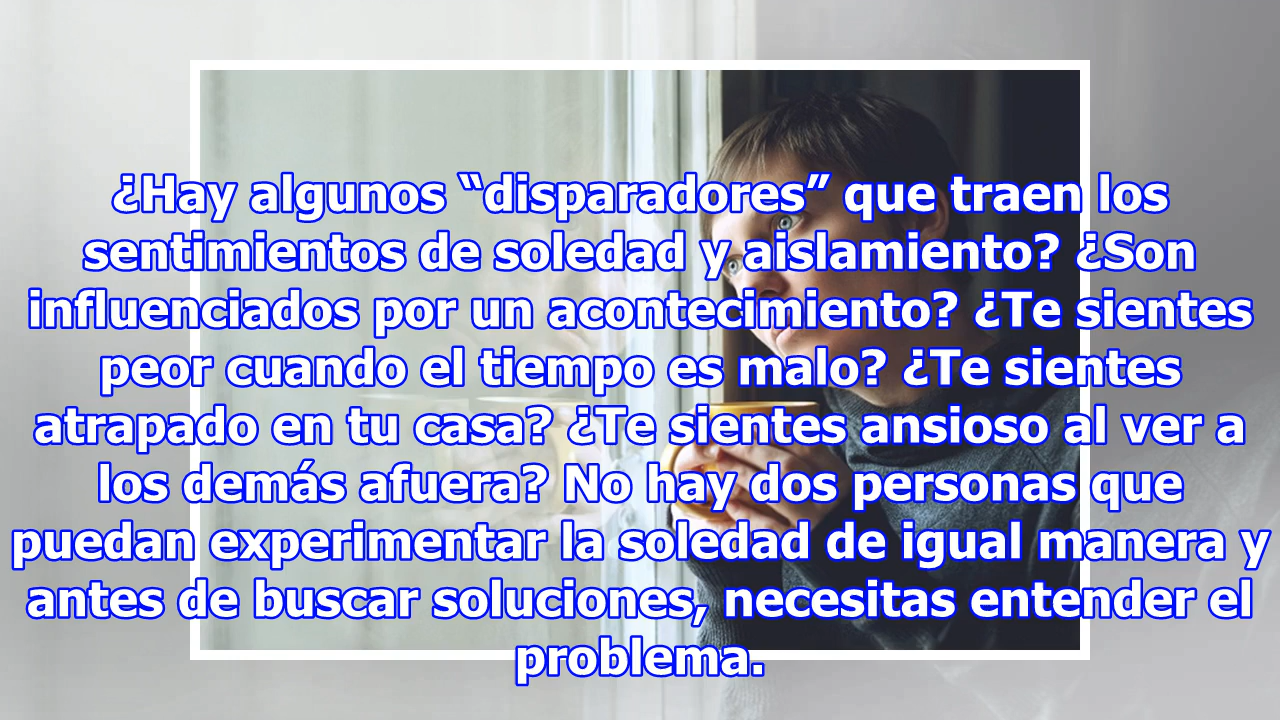 ¿Hay algunos “disparadores” que traen los
sentimientos de soledad y aislamiento? ¿Son
influenciados por un acontecimiento? ¿Te sientes
peor cuando el tiempo es malo? ¿Te sientes
atrapado en tu casa? ¿Te sientes ansioso al ver a
los demás afuera? No hay dos personas que
puedan experimentar la soledad de igual manera y
antes de buscar soluciones, necesitas entender el
problema.